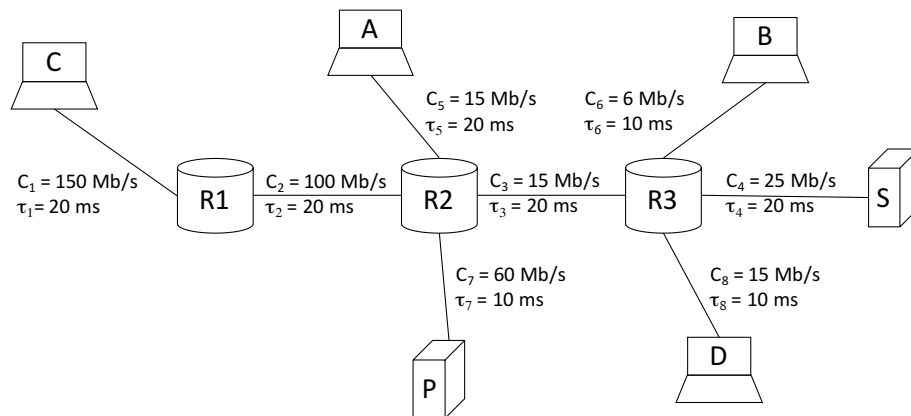 A
B
C
C₅ = 15 Mb/s
τ₅ = 20 ms
C₆ = 6 Mb/s
τ₆ = 10 ms
C₁ = 150 Mb/s
τ₁= 20 ms
R1
C₂ = 100 Mb/s
τ₂ = 20 ms
R2
C₃ = 15 Mb/s
τ₃ = 20 ms
R3
C₄ = 25 Mb/s
τ₄ = 20 ms
S
C₇ = 60 Mb/s
τ₇ = 10 ms
C₈ = 15 Mb/s
τ₈ = 10 ms
P
D